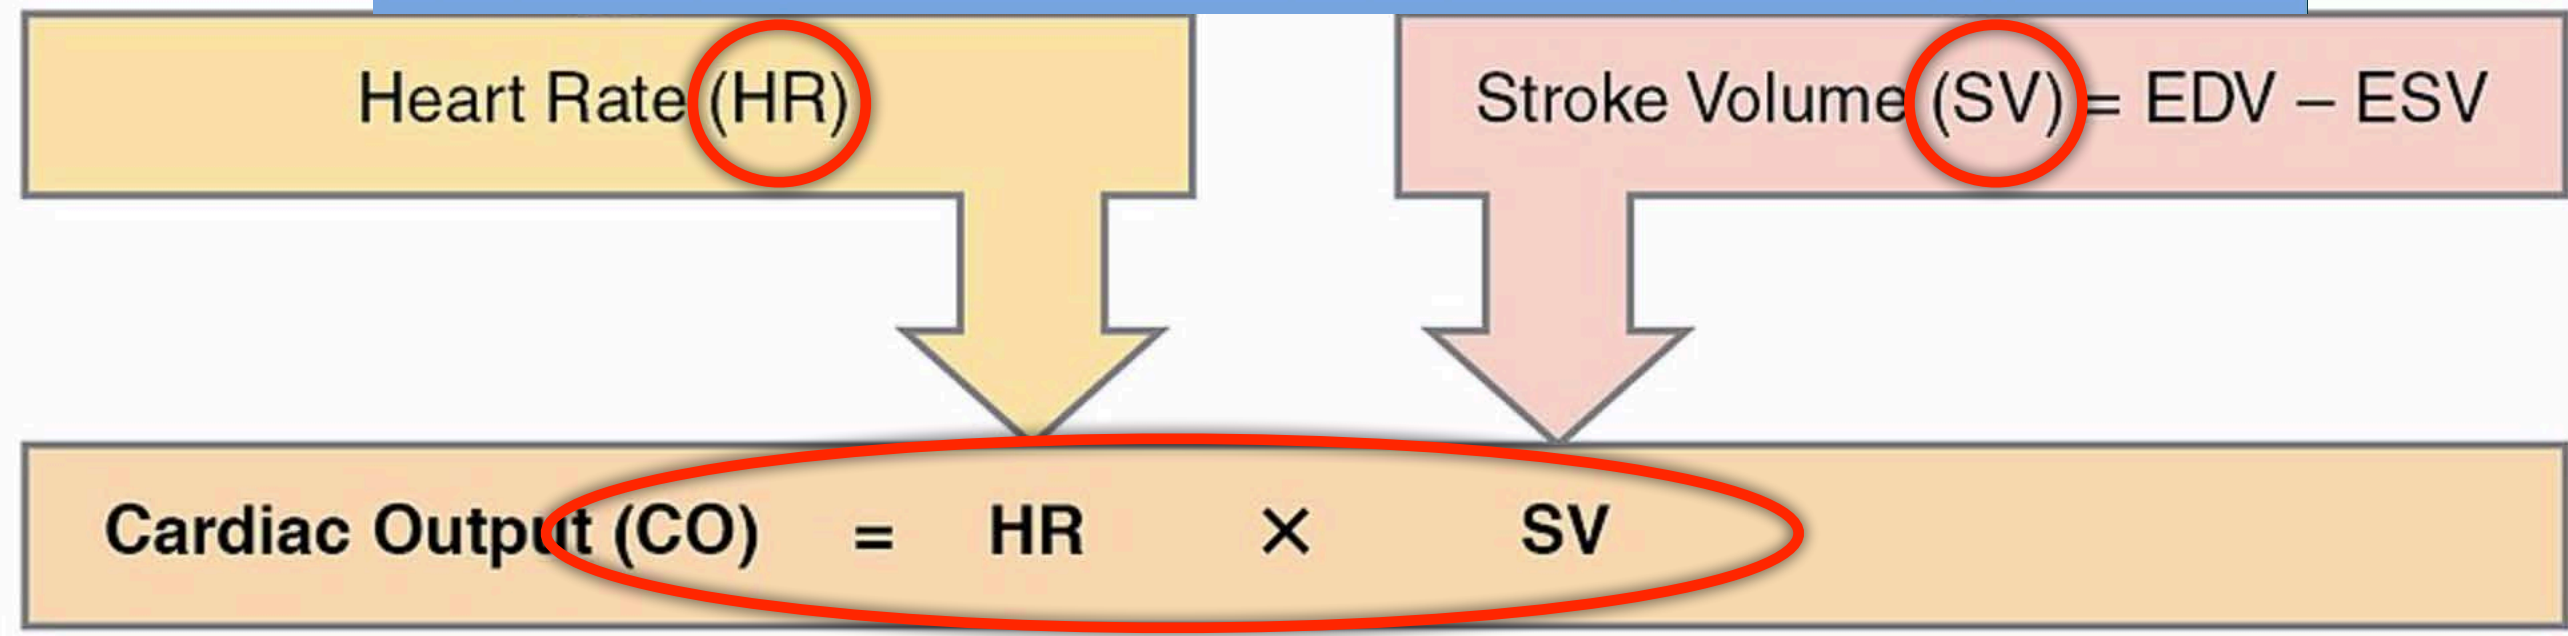 Heart Rate (HR)
Stroke Volume (SV) = EDV – ESV
Cardiac Output (CO) = HR × SV